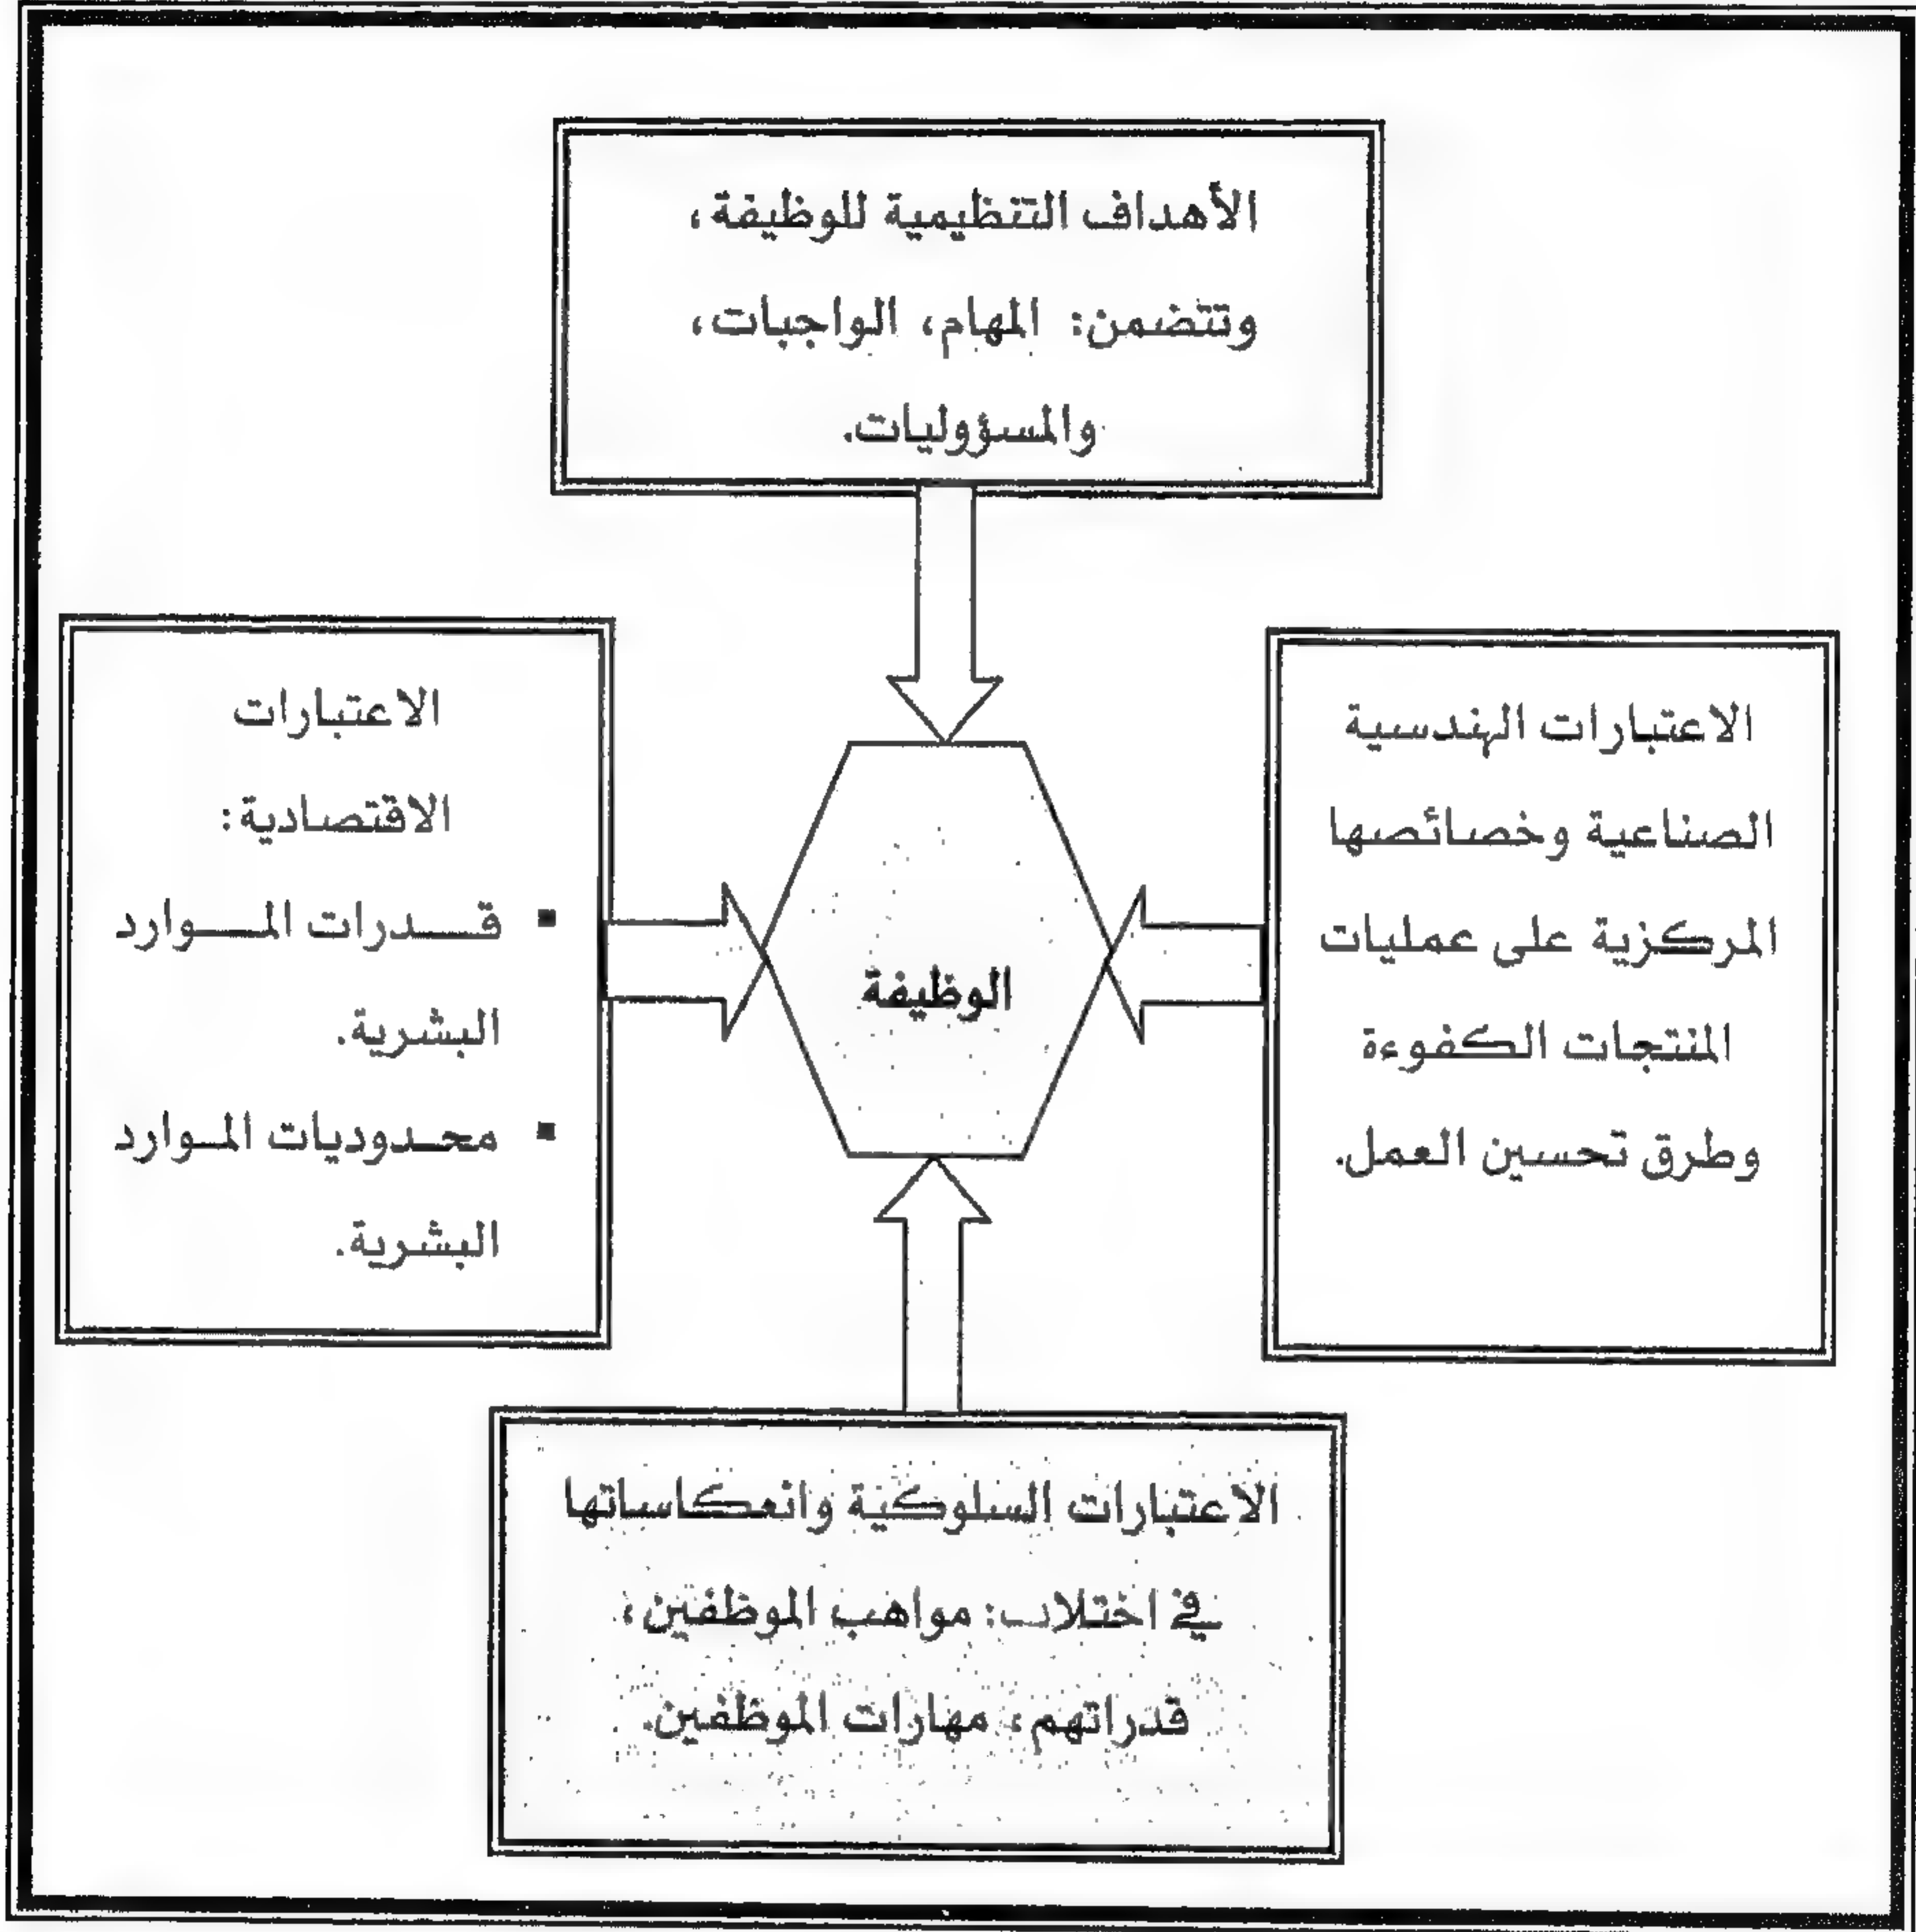 الأهداف التنظيمية للوظيفة،
وتتضمن: المهام، الواجبات،
والمسؤوليات.
الاعتبارات الهندسية
الصناعية وخصائصها
المركزية على عمليات
المنتجات الكفوءة
وطرق تحسين العمل.
الوظيفة
الاعتبارات
الاقتصادية:
▪ قدرات الموارد
البشرية.
▪ محدوديات الموارد
البشرية.
الاعتبارات السلوكية وانعكاساتها
في: مواهب الموظفين،
قدراتهم، مهارات الموظفين.